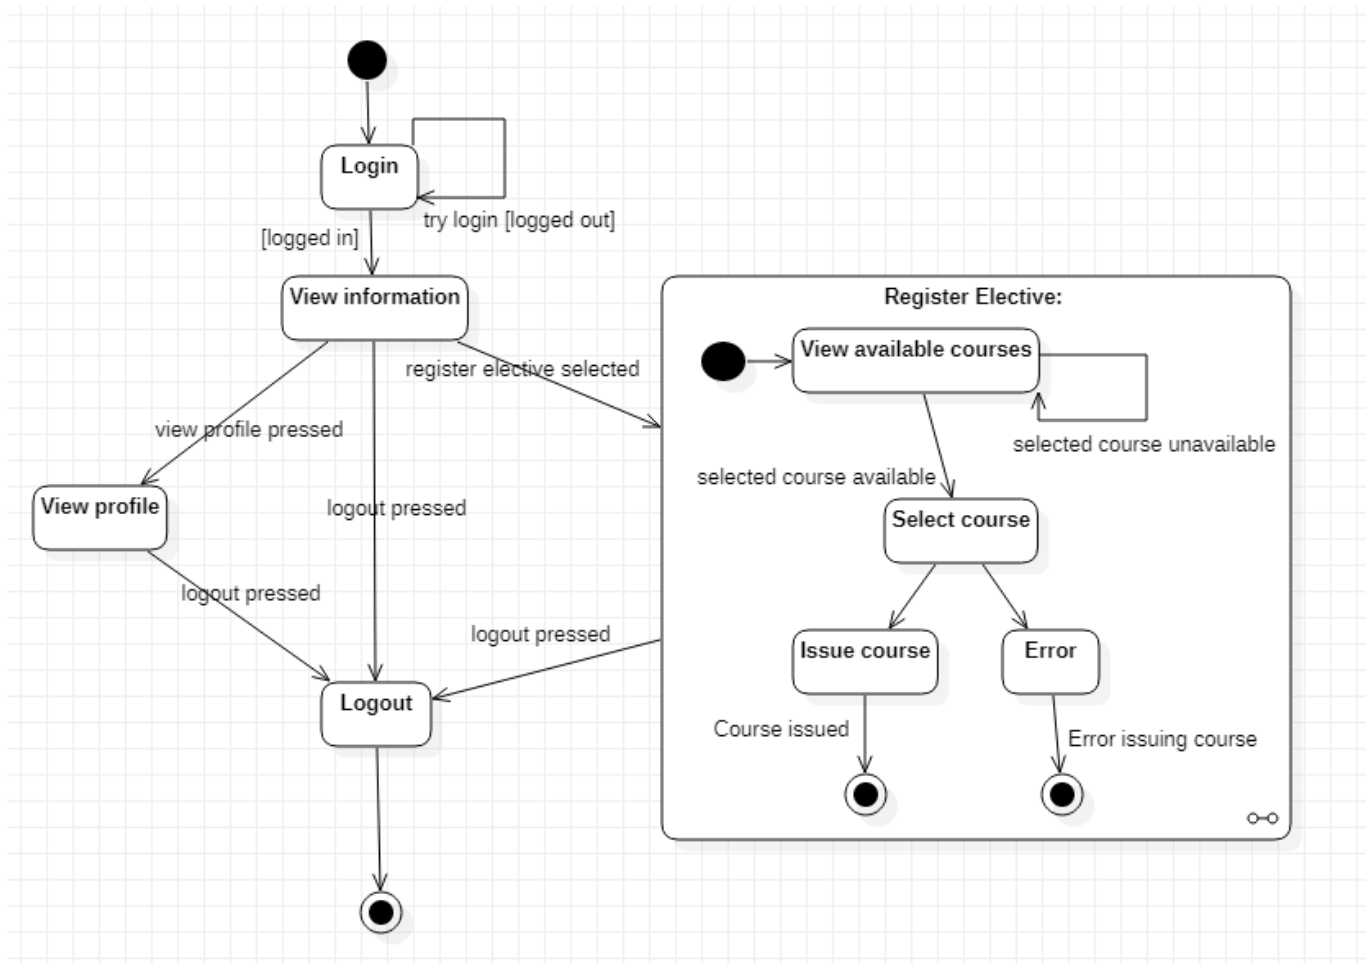 Login
try login [logged out]
[logged in]
View information
Register Elective:
View available courses
register elective selected
view profile pressed
selected course unavailable
selected course available
View profile
logout pressed
Select course
logout pressed
logout pressed
Issue course
Error
Logout
Course issued
Error issuing course